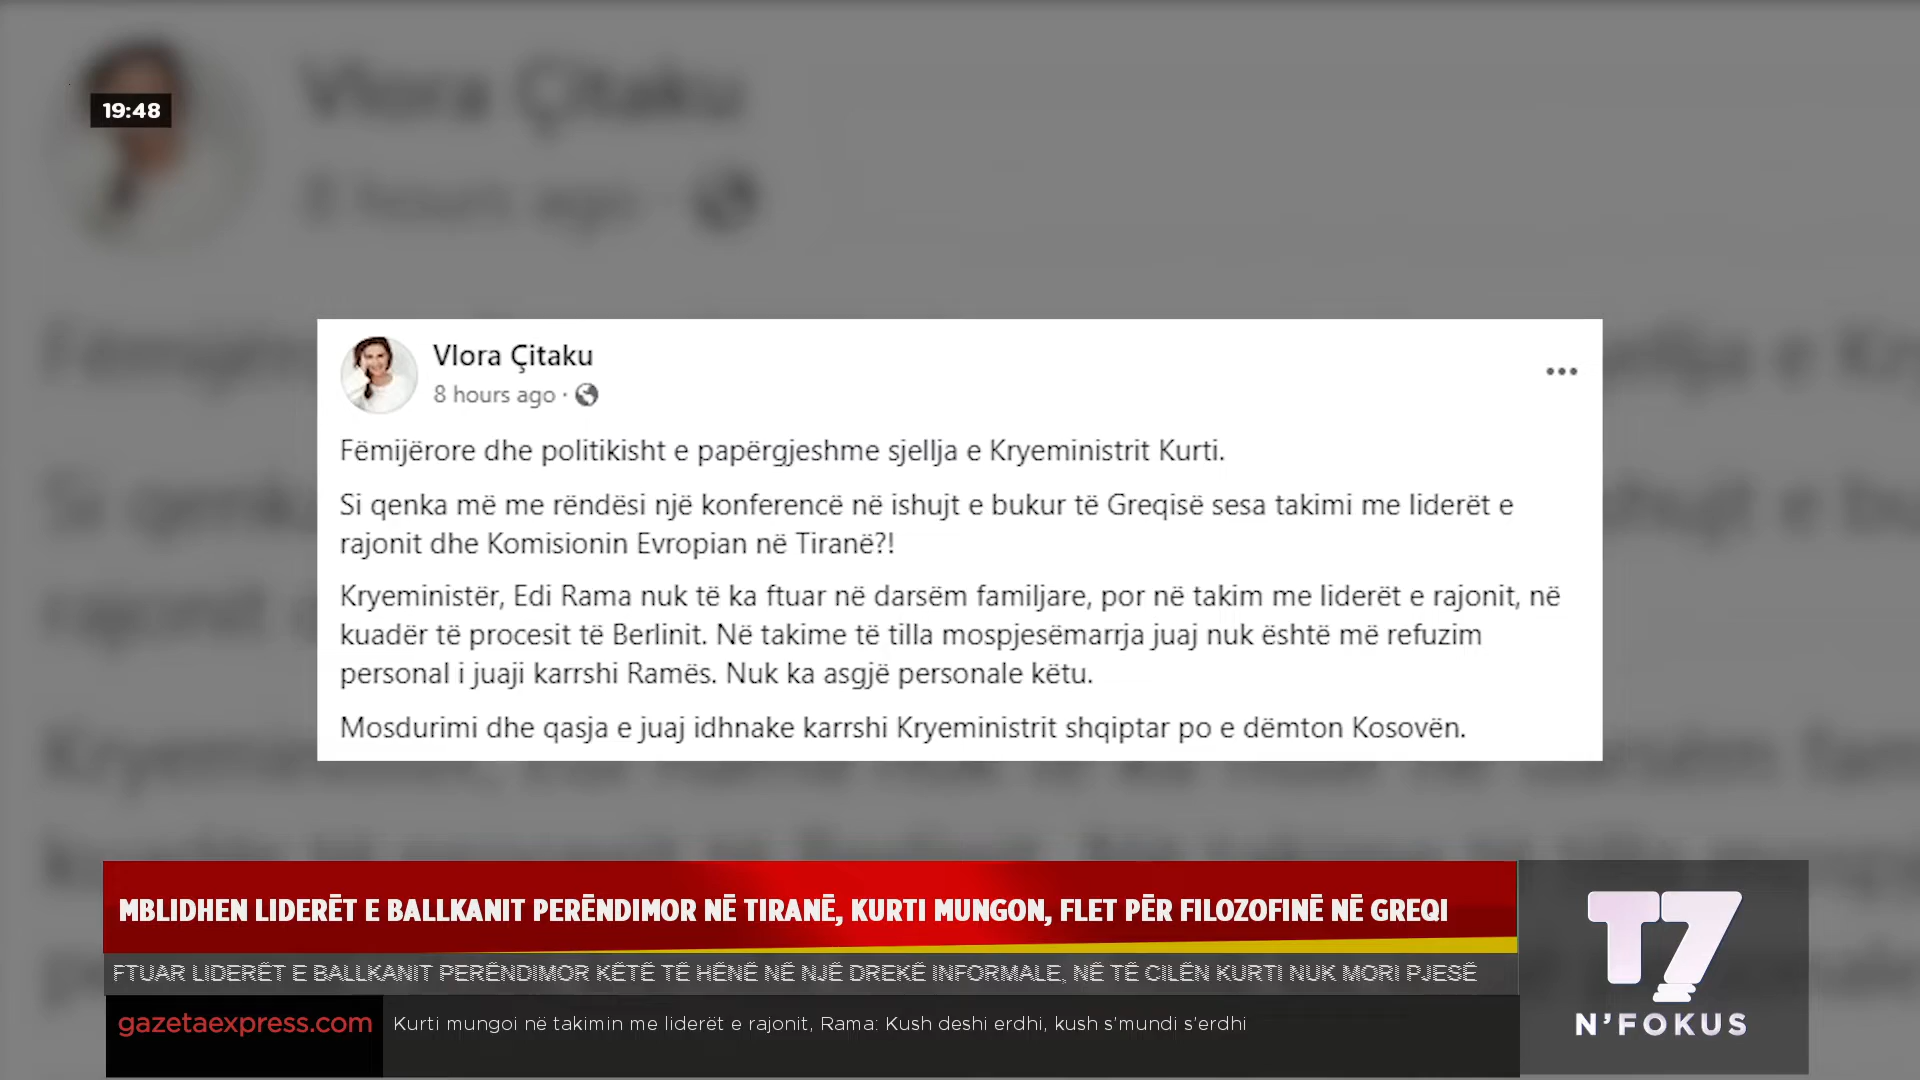 19:48
Vlora Çitaku
8 hours ago
Vlora Çitaku
8 hours ago ·
Fëmijërore dhe politikisht e papërgjeshme sjellja e Kryeministrit Kurti.
Si qenka më me rëndësi një konferencë në ishujt e bukur të Greqisë sesa takimi me liderët e
rajonit dhe Komisionin Evropian në Tiranë?!
Kryeministër, Edi Rama nuk të ka ftuar në darsëm familjare, por në takim me liderët e rajonit, në
kuadër të procesit të Berlinit. Në takime të tilla mospjesëmarrja juaj nuk është më refuzim
personal i juaji karrshi Ramës. Nuk ka asgjë personale këtu.
Mosdurimi dhe qasja e juaj idhnake karrshi Kryeministrit shqiptar po e dëmton Kosovën.
MBLIDHEN LIDERËT E BALLKANIT PERËNDIMOR NË TIRANË, KURTI MUNGON, FLET PËR FILOZOFINË NË GREQI
FTUAR LIDERËT E BALLKANIT PERËNDIMOR KËTË TË HËNË NË NJË DREKË INFORMALE, NË TË CILËN KURTI NUK MORI PJESË
gazetaexpress.com Kurti mungoi në takimin me liderët e rajonit, Rama: Kush deshi erdhi, kush s'mundi s'erdhi
T7
N'FOKUS